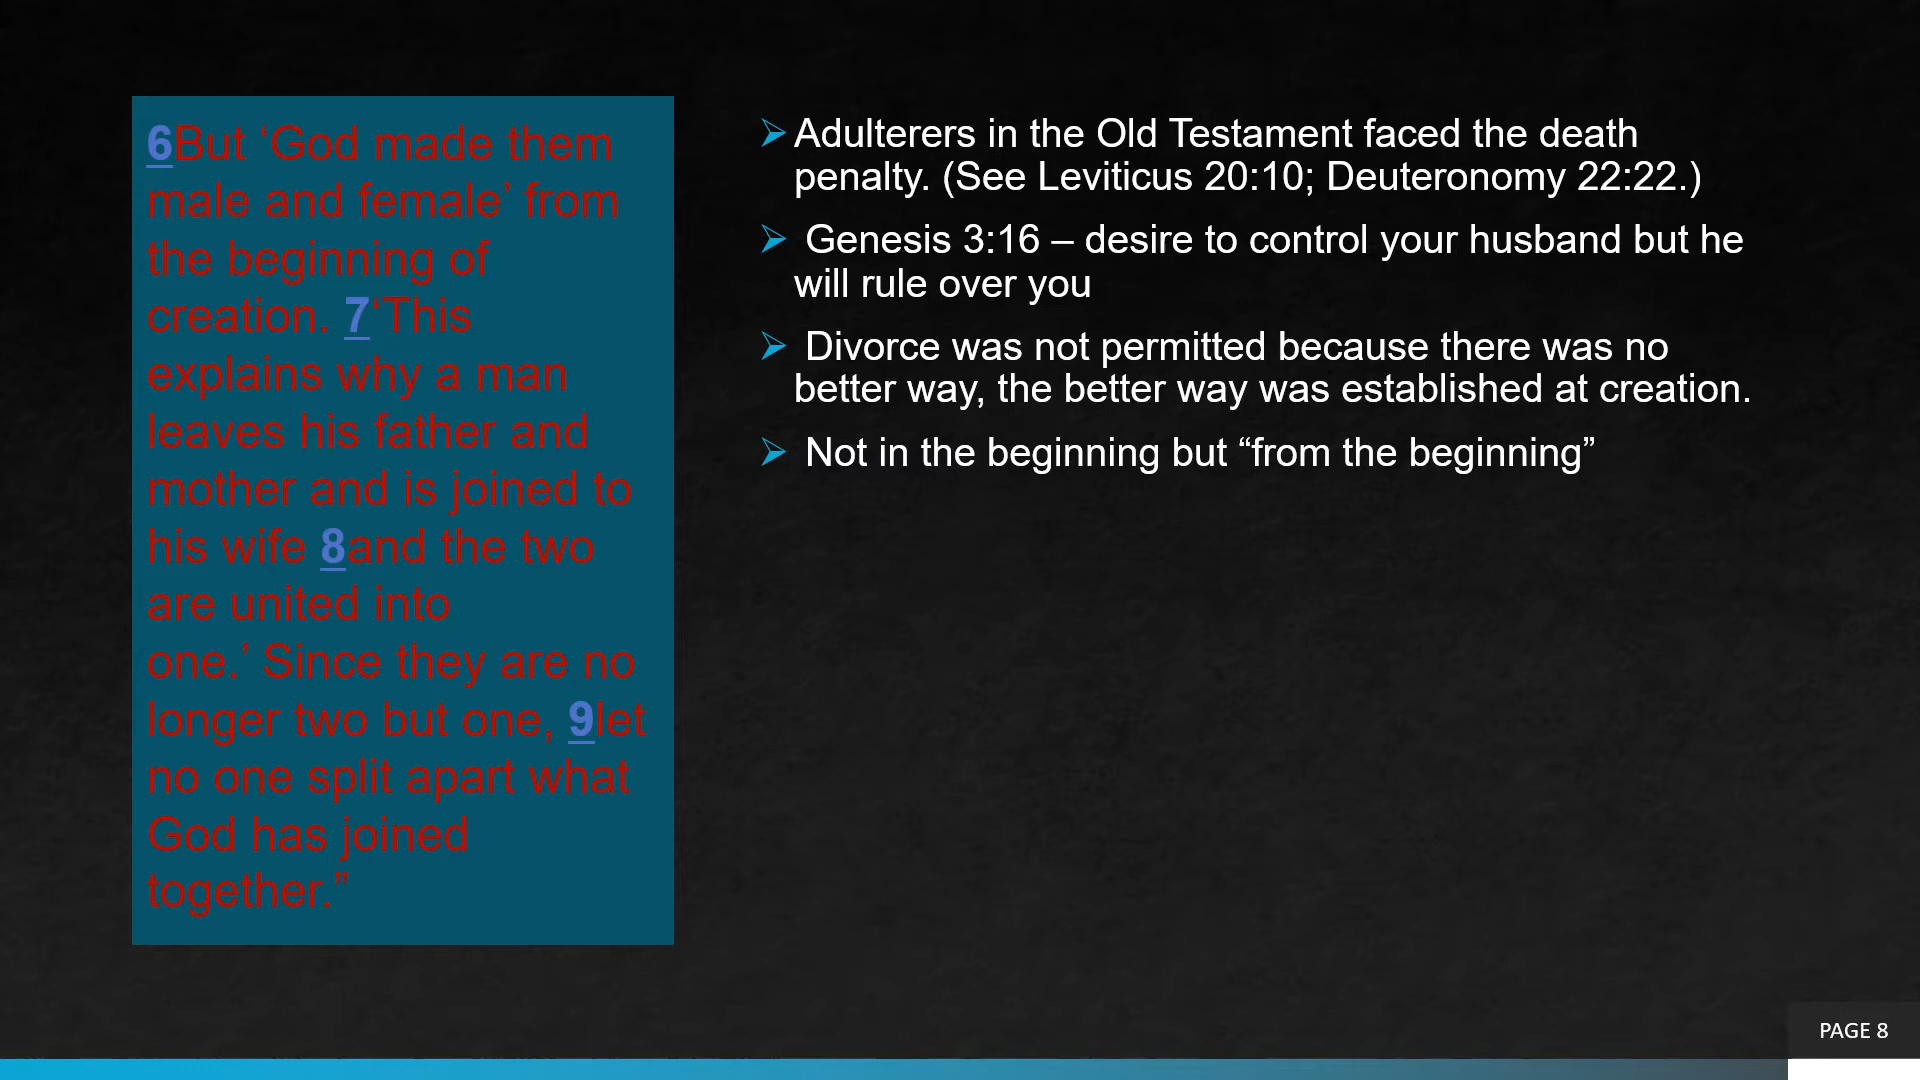 6But ‘God made them
male and female’ from
the beginning of
creation. 7‘This
explains why a man
leaves his father and
mother and is joined to
his wife 8and the two
are united into
one.’ Since they are no
longer two but one, 9let
no one split apart what
God has joined
together.”
➢ Adulterers in the Old Testament faced the death
penalty. (See Leviticus 20:10; Deuteronomy 22:22.)
➢ Genesis 3:16 – desire to control your husband but he
will rule over you
➢ Divorce was not permitted because there was no
better way, the better way was established at creation.
➢ Not in the beginning but “from the beginning”
PAGE 8